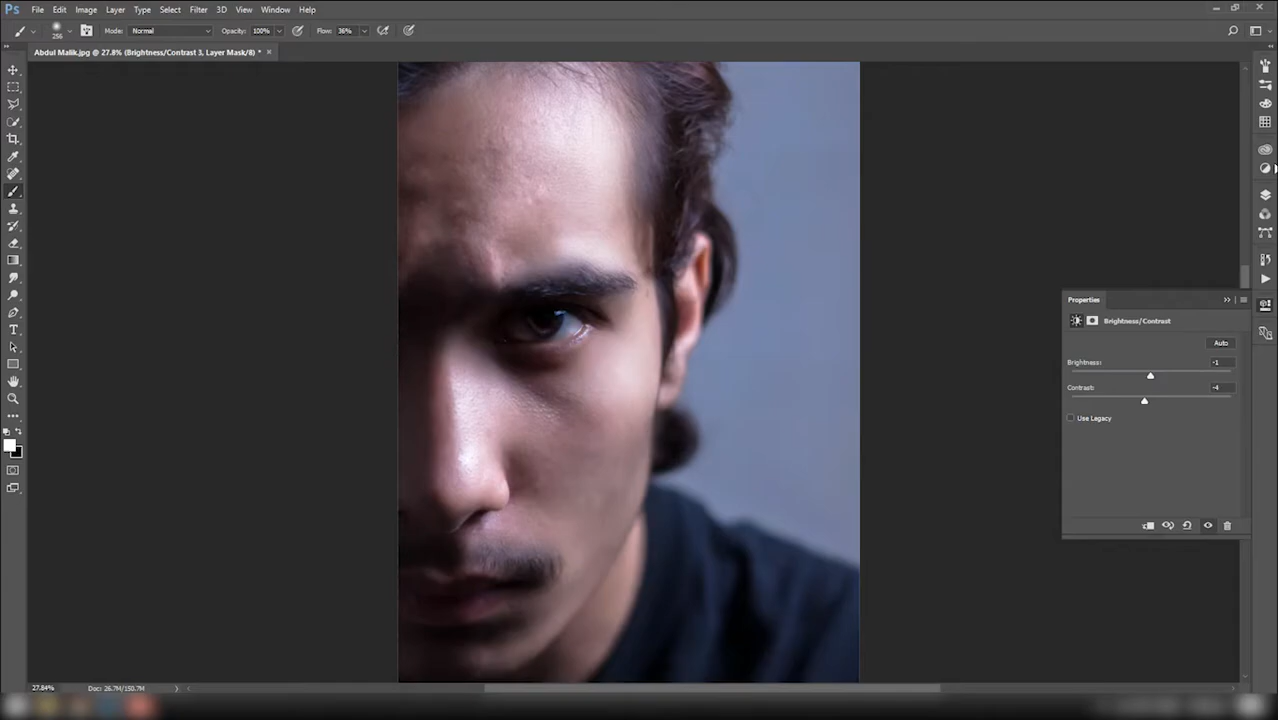 Ps File Edit Image Layer Type Select Filter 3D View Window Help
256 Mode: Normal Opacity: 100% Flow: 36%
Abdul Malik.jpg @ 27.8% (Brightness/Contrast 3, Layer Mask/8) * ×
Properties
Brightness/Contrast
Auto
Brightness: -1
Contrast: -4
Use Legacy
27.84% Doc: 26.7M/150.7M